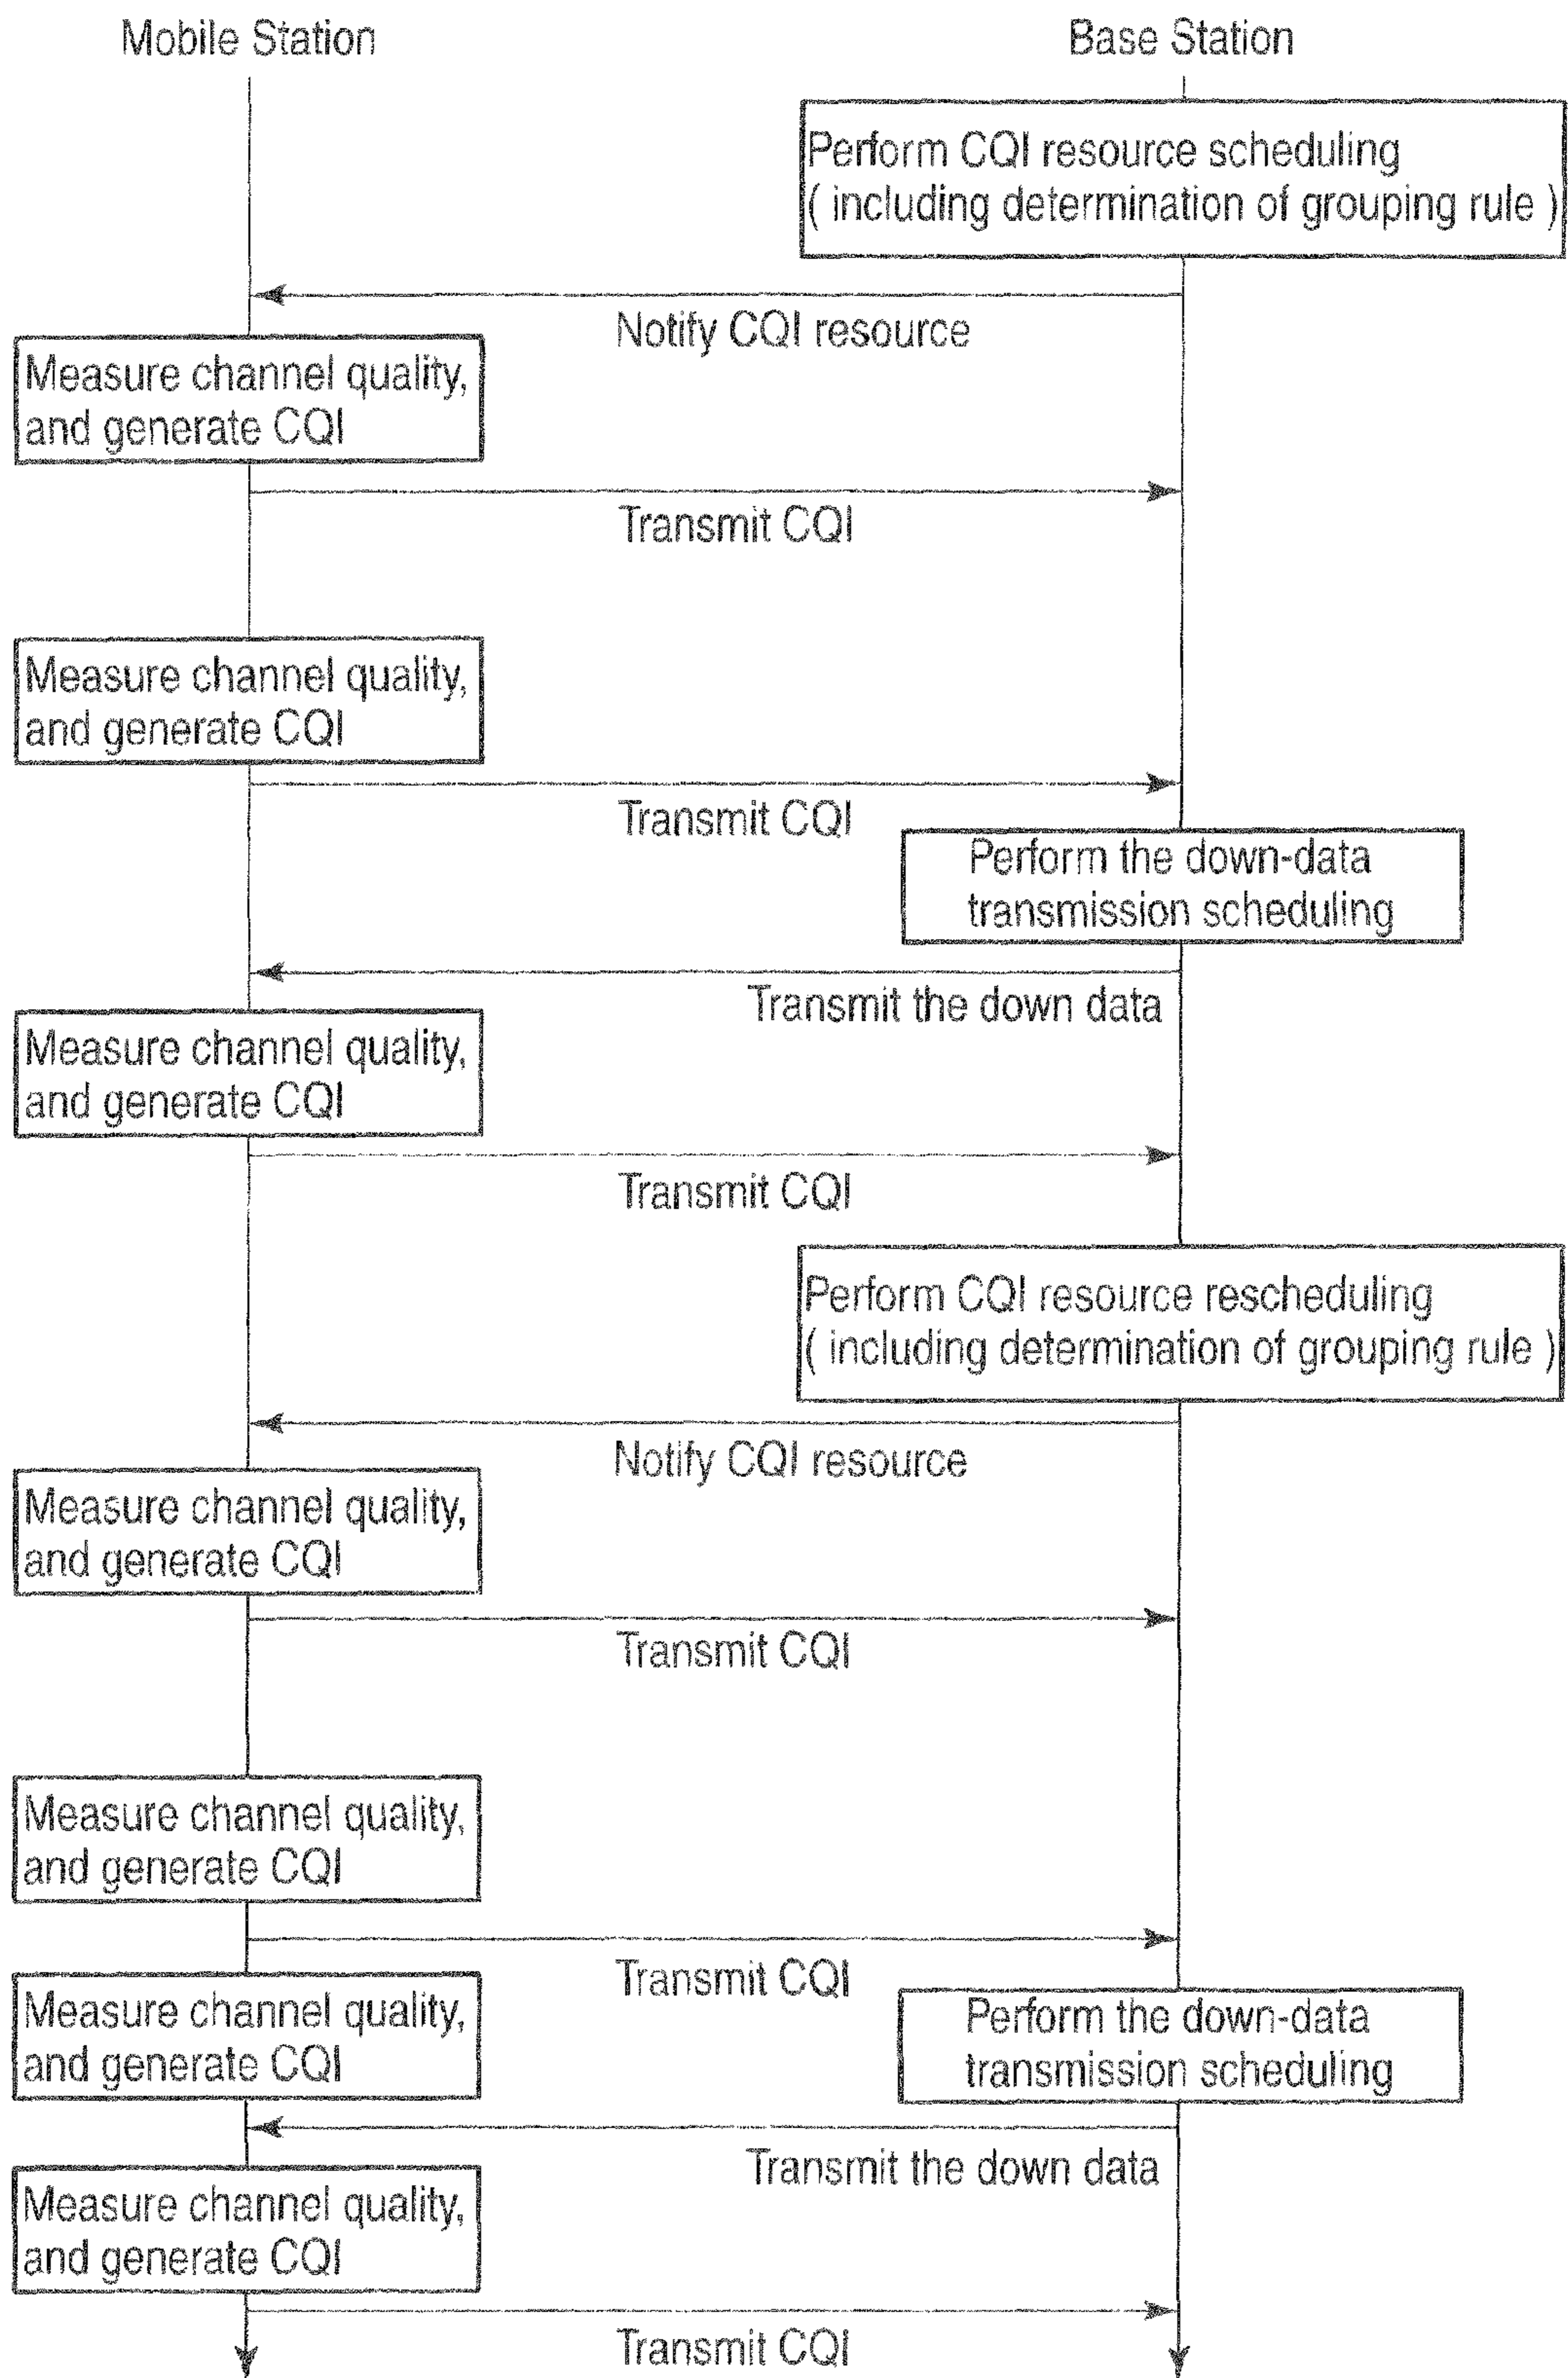 Mobile Station
Base Station
Perform CQI resource scheduling
( including determination of grouping rule )
Notify CQI resource
Measure channel quality,
and generate CQI
Transmit CQI
Measure channel quality,
and generate CQI
Transmit CQI
Perform the down-data
transmission scheduling
Transmit the down data
Measure channel quality,
and generate CQI
Transmit CQI
Perform CQI resource rescheduling
( including determination of grouping rule )
Notify CQI resource
Measure channel quality,
and generate CQI
Transmit CQI
Measure channel quality,
and generate CQI
Transmit CQI
Measure channel quality,
and generate CQI
Perform the down-data
transmission scheduling
Transmit the down data
Measure channel quality,
and generate CQI
Transmit CQI